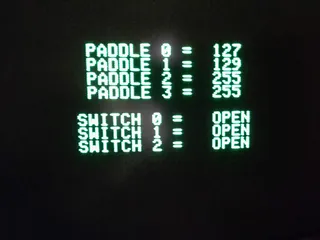 PADDLE 0 = 127
PADDLE 1 = 129
PADDLE 2 = 255
PADDLE 3 = 255
SWITCH 0 = OPEN
SWITCH 1 = OPEN
SWITCH 2 = OPEN